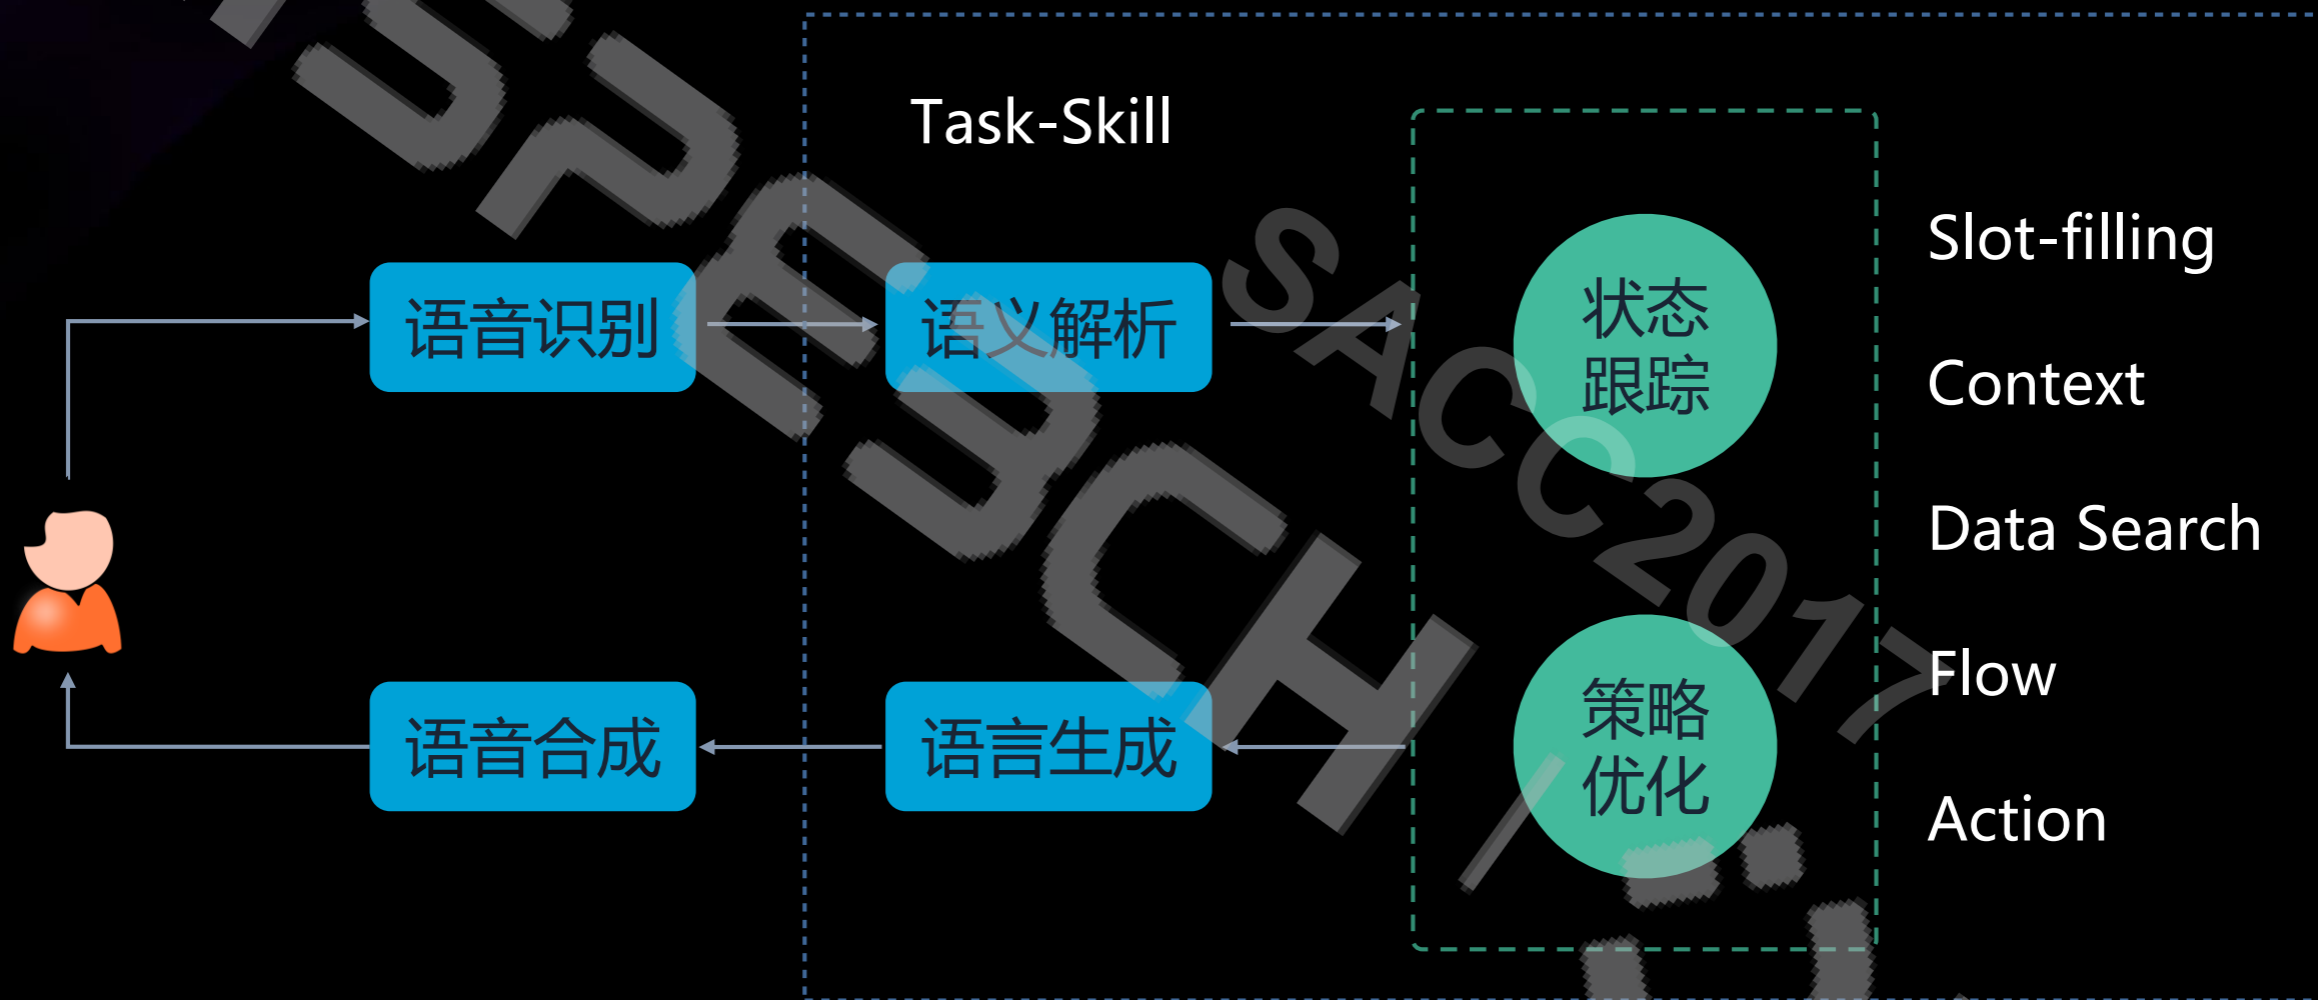 Task-Skill
Slot-filling
语音识别
语义解析
状态
跟踪
Context
Data Search
Flow
语音合成
语言生成
策略
优化
Action
SPEECH
SACC2017